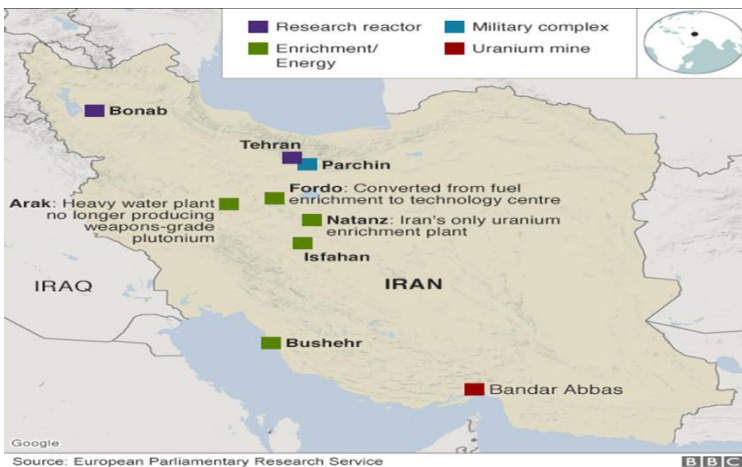 Research reactor
Military complex
Enrichment/
Energy
Uranium mine
Bonab
Tehran
Parchin
Fordo: Converted from fuel
enrichment to technology centre
Arak: Heavy water plant
no longer producing
weapons-grade
plutonium
Natanz: Iran's only uranium
enrichment plant
Isfahan
IRAQ
IRAN
Bushehr
Bandar Abbas
Google
Source: European Parliamentary Research Service
BBC